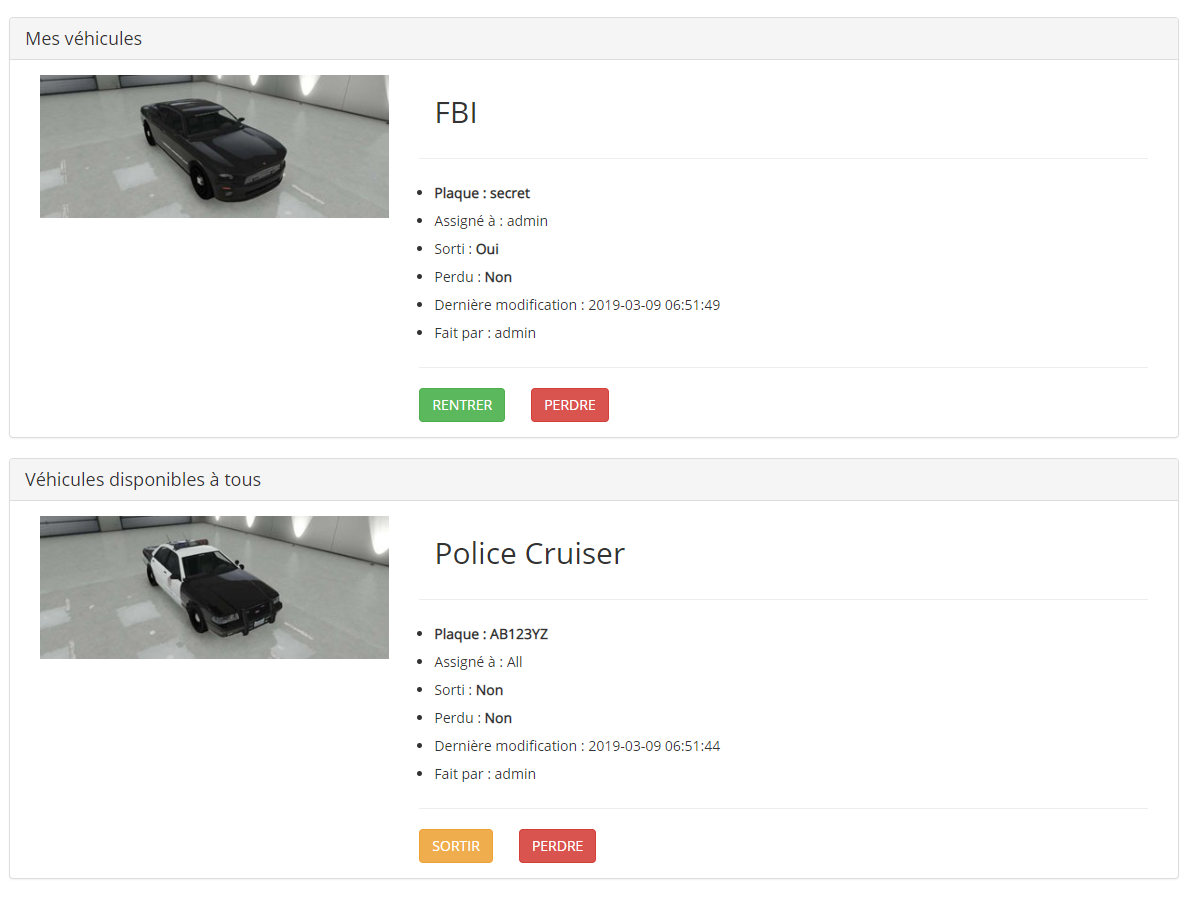 Mes véhicules
FBI
Plaque : secret
Assigné à : admin
Sorti : Oui
Perdu : Non
Dernière modification : 2019-03-09 06:51:49
Fait par : admin
RENTRER PERDRE
Véhicules disponibles à tous
Police Cruiser
Plaque : AB123YZ
Assigné à : All
Sorti : Non
Perdu : Non
Dernière modification : 2019-03-09 06:51:44
Fait par : admin
SORTIR PERDRE